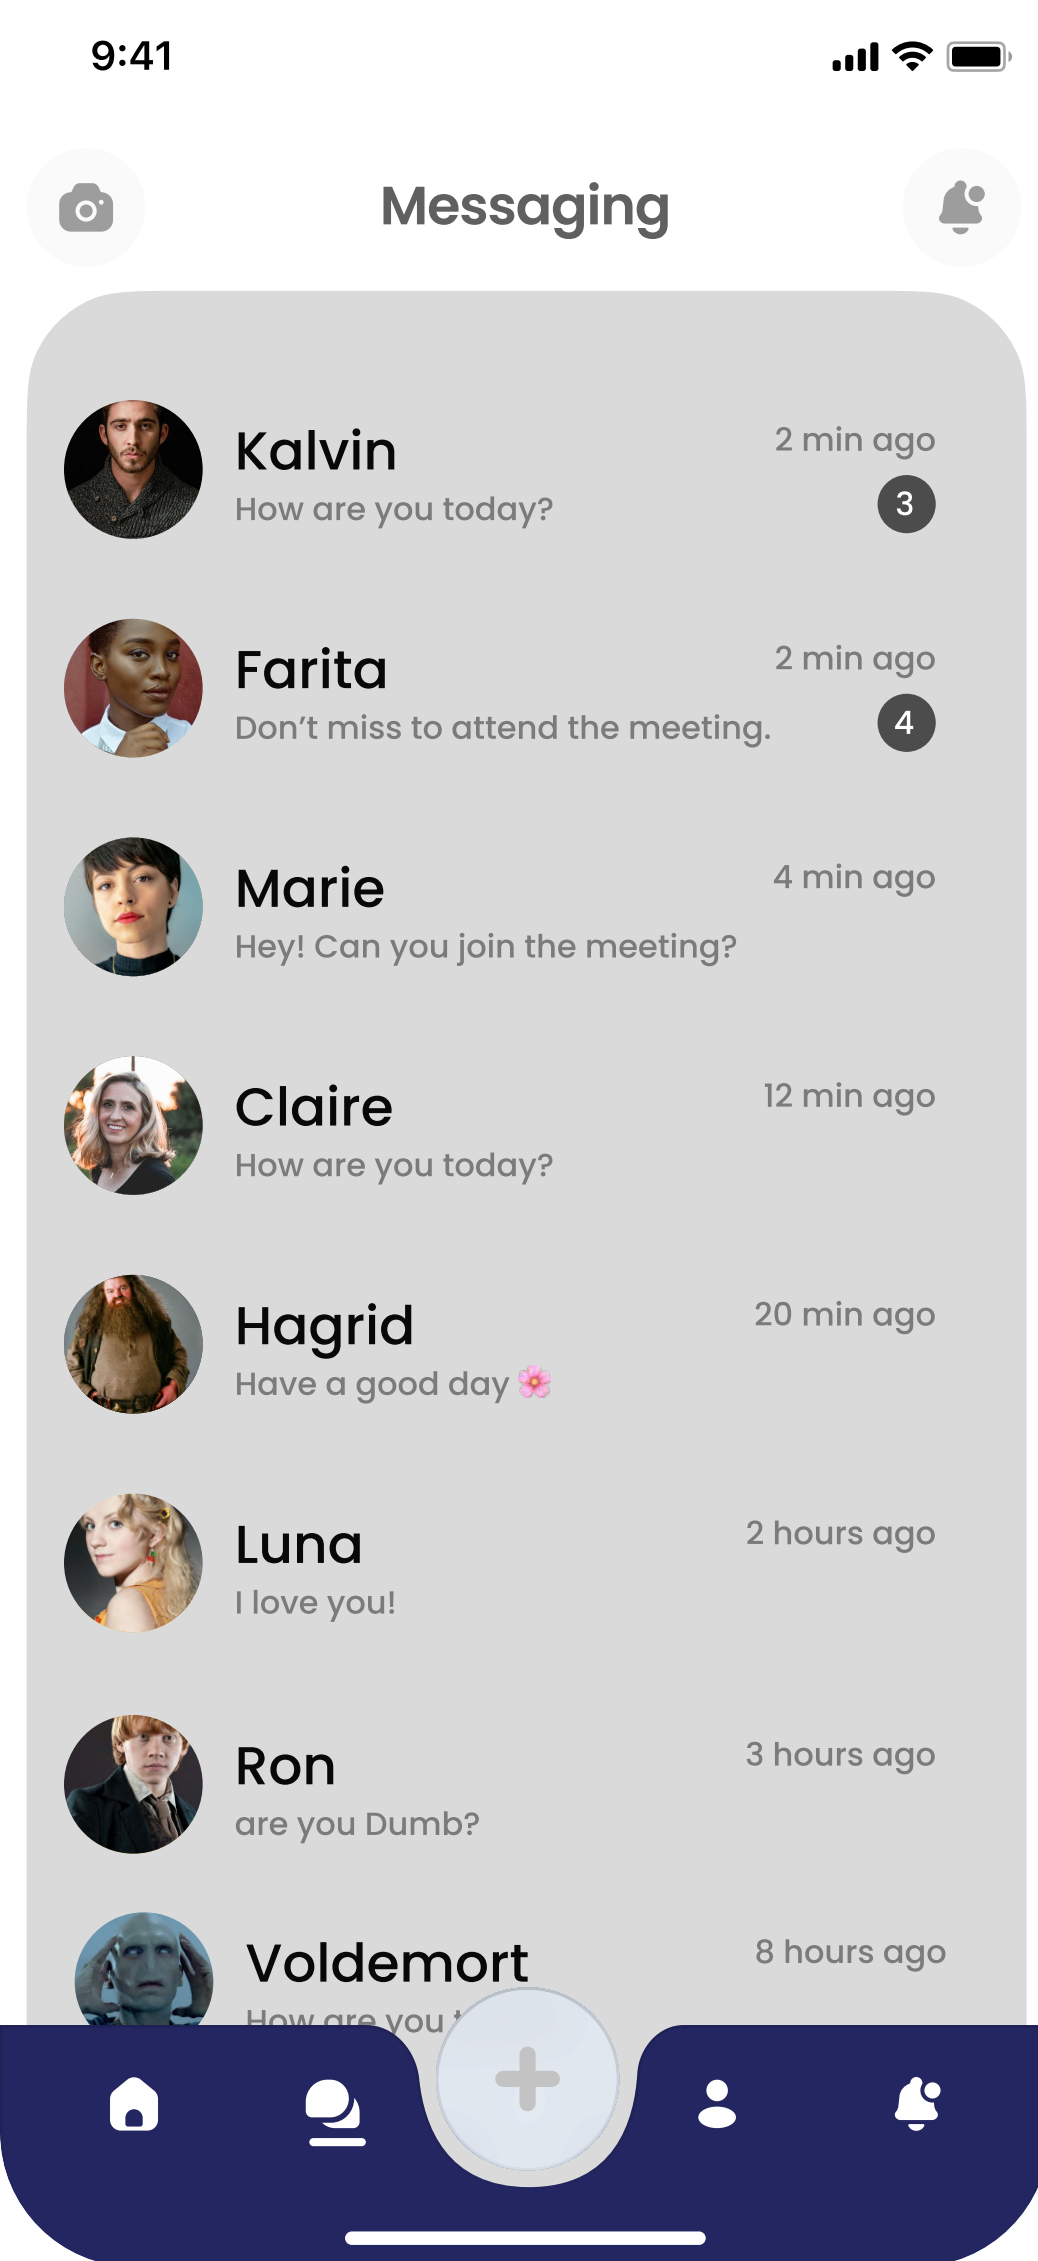 9:41
Messaging
Kalvin
2 min ago
How are you today?
3
Farita
2 min ago
Don’t miss to attend the meeting.
4
Marie
4 min ago
Hey! Can you join the meeting?
Claire
12 min ago
How are you today?
Hagrid
20 min ago
Have a good day 🌸
Luna
2 hours ago
I love you!
Ron
3 hours ago
are you Dumb?
Voldemort
8 hours ago
How are you